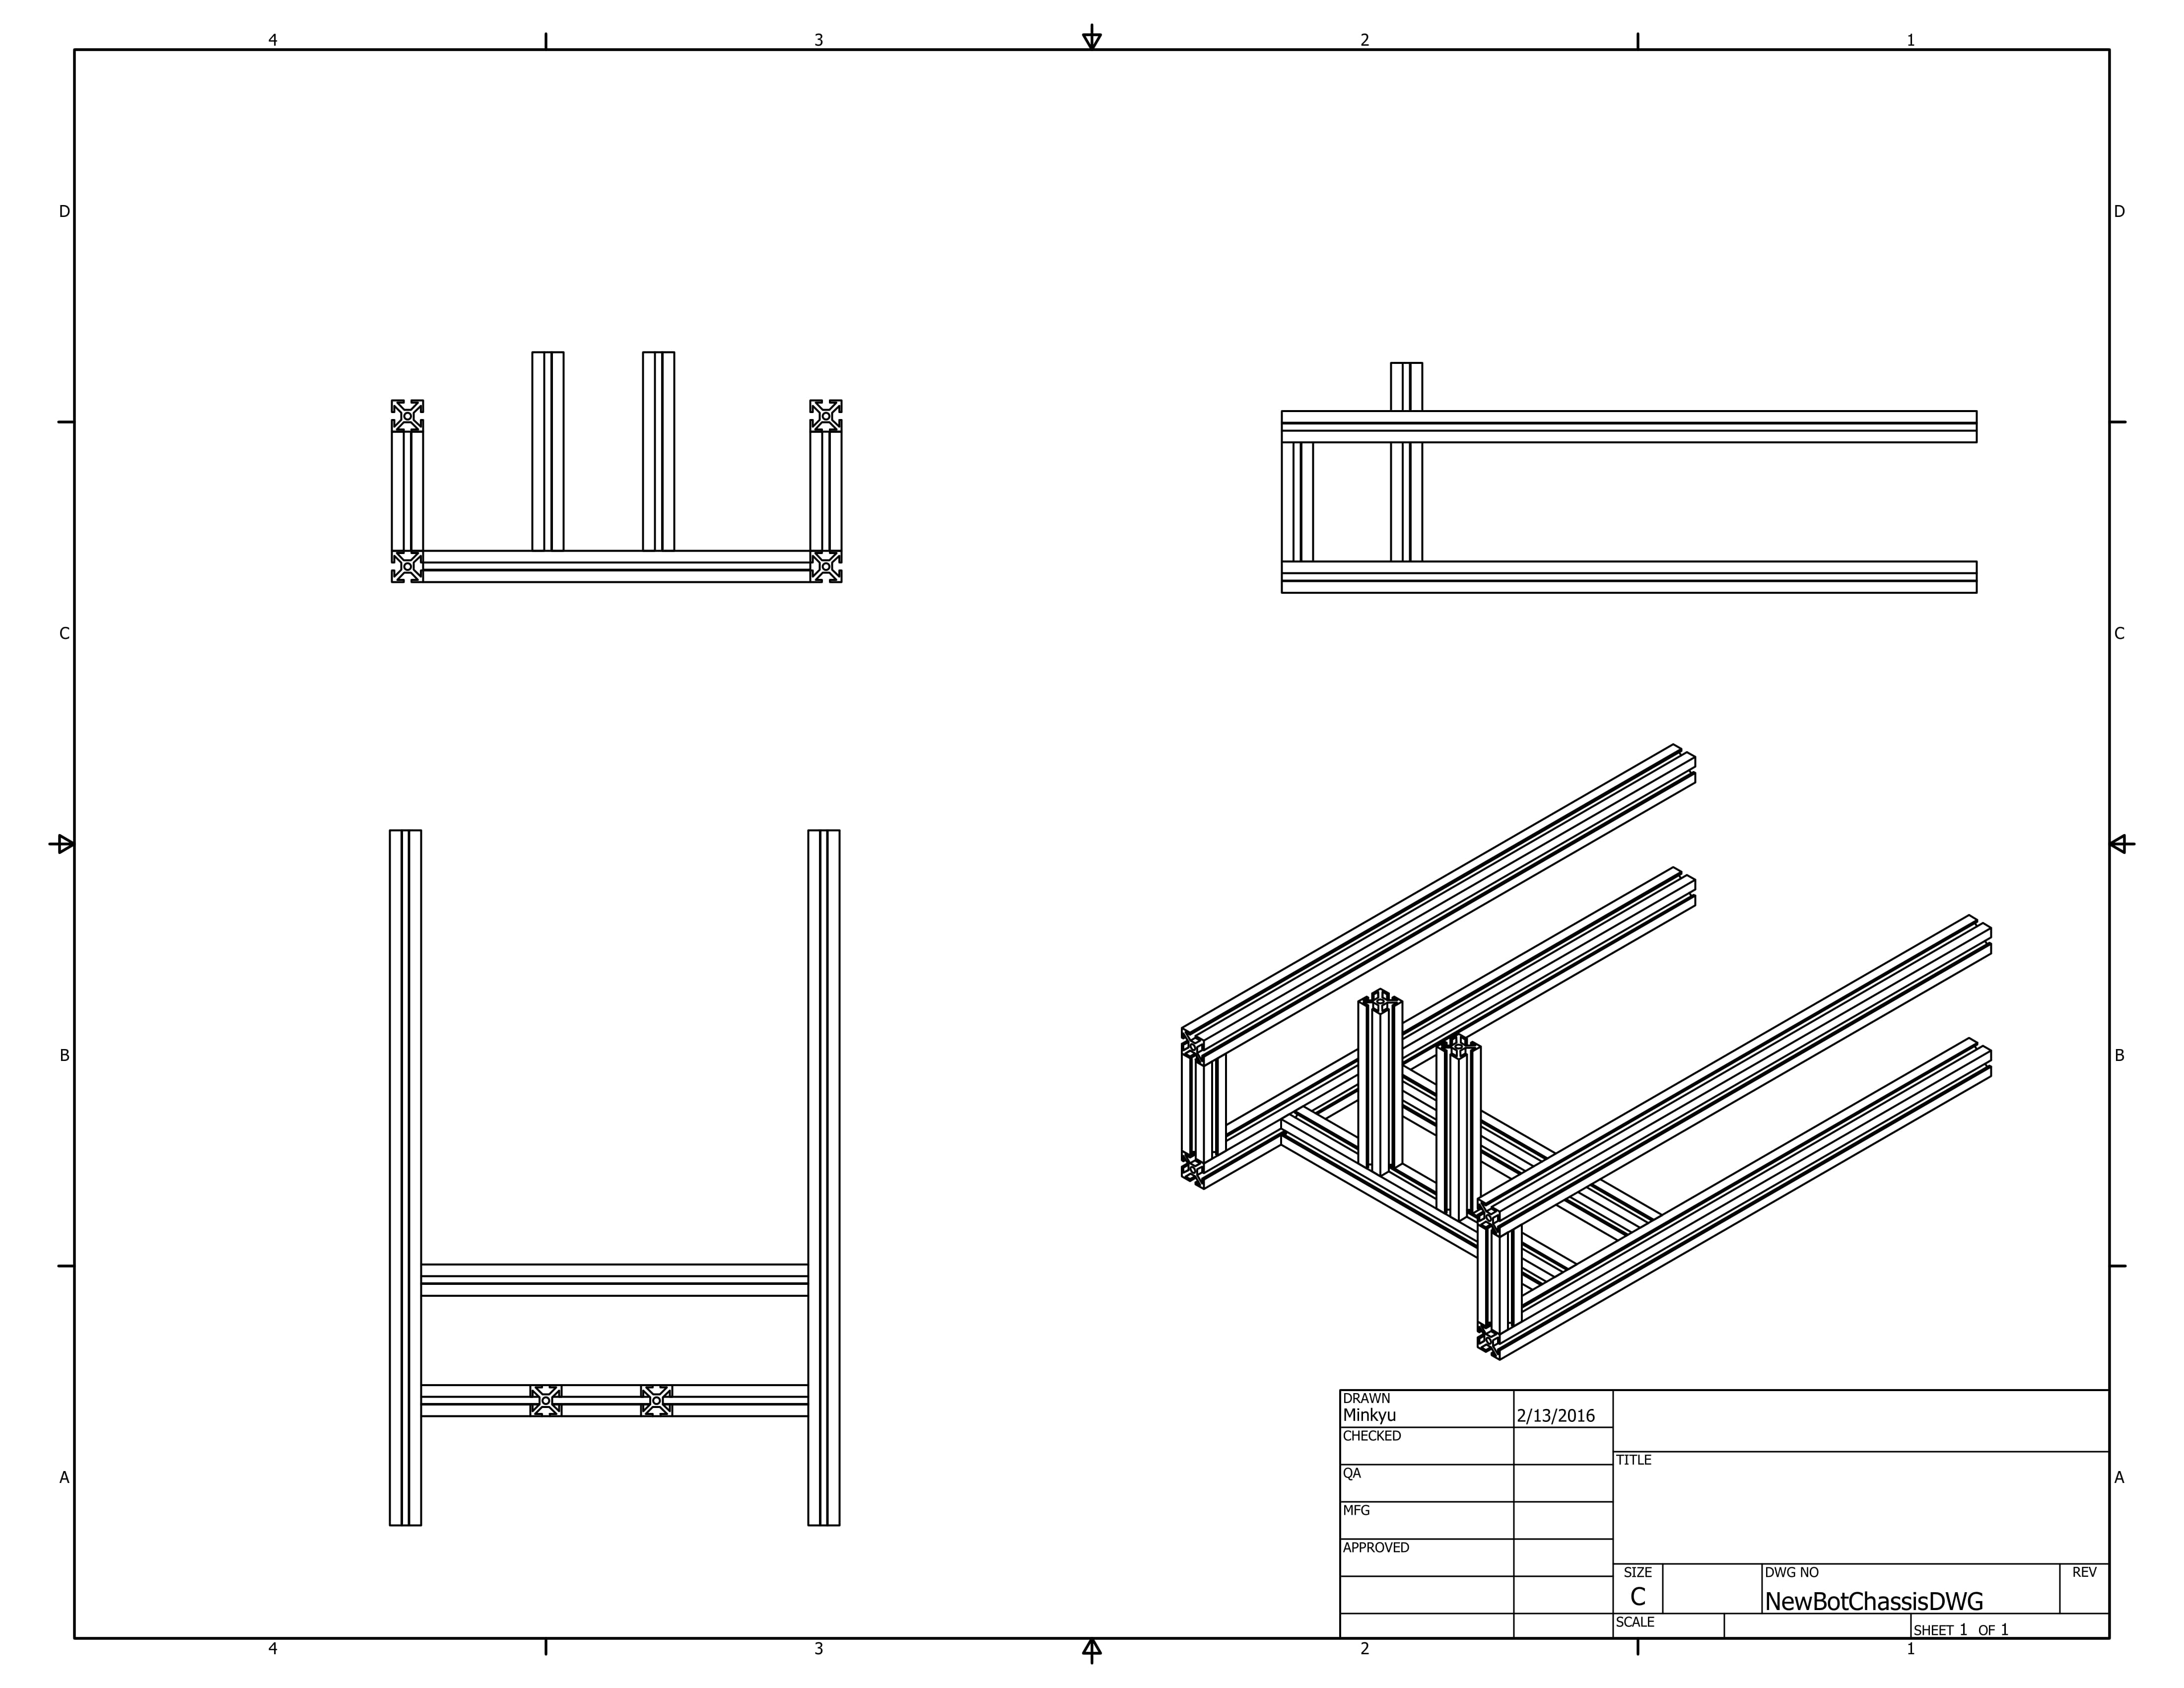 4 3 2 1
D D
C C
B B
A A
DRAWN
Minkyu 2/13/2016
CHECKED
QA
MFG
APPROVED
TITLE
SIZE
C
DWG NO
NewBotChassisDWG
REV
SCALE
SHEET 1 OF 1
4 3 2 1